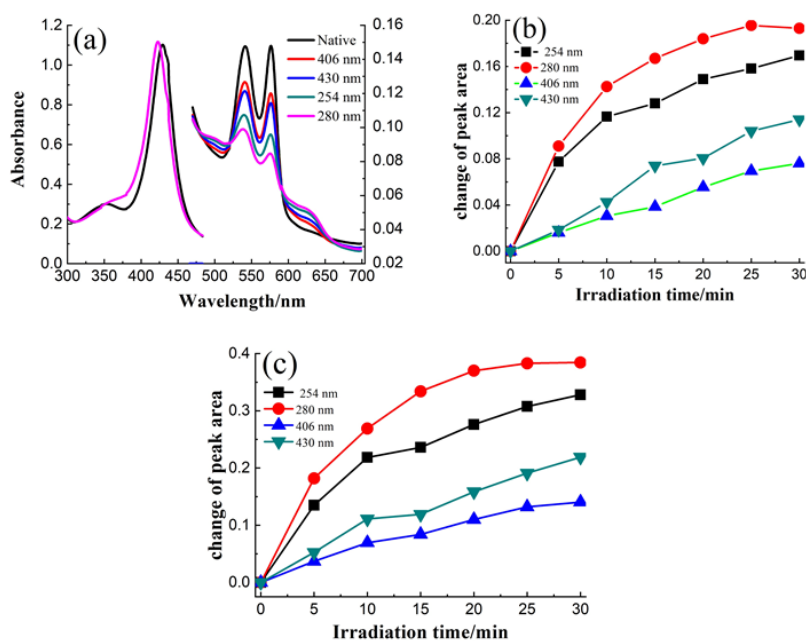 (a)
Native
406 nm
430 nm
254 nm
280 nm
Absorbance
1.2
1.0
0.8
0.6
0.4
0.2
0.0
0.16
0.14
0.12
0.10
0.08
0.06
0.04
0.02
300 350 400 450 500 550 600 650 700
Wavelength/nm
(b)
254 nm
280 nm
406 nm
430 nm
change of peak area
0.20
0.16
0.12
0.08
0.04
0.00
0 5 10 15 20 25 30
Irradiation time/min
(c)
254 nm
280 nm
406 nm
430 nm
change of peak area
0.4
0.3
0.2
0.1
0.0
0 5 10 15 20 25 30
Irradiation time/min